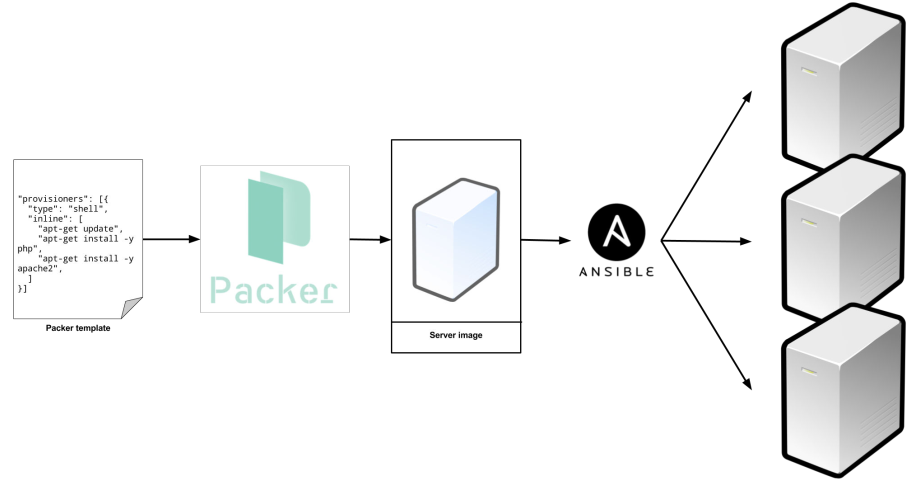 "provisioners": [{
"type": "shell",
"inline": [
"apt-get update",
"apt-get install -y
php",
"apt-get install -y
apache2",
]
}]
Packer template
Packer
Server image
ANSIBLE